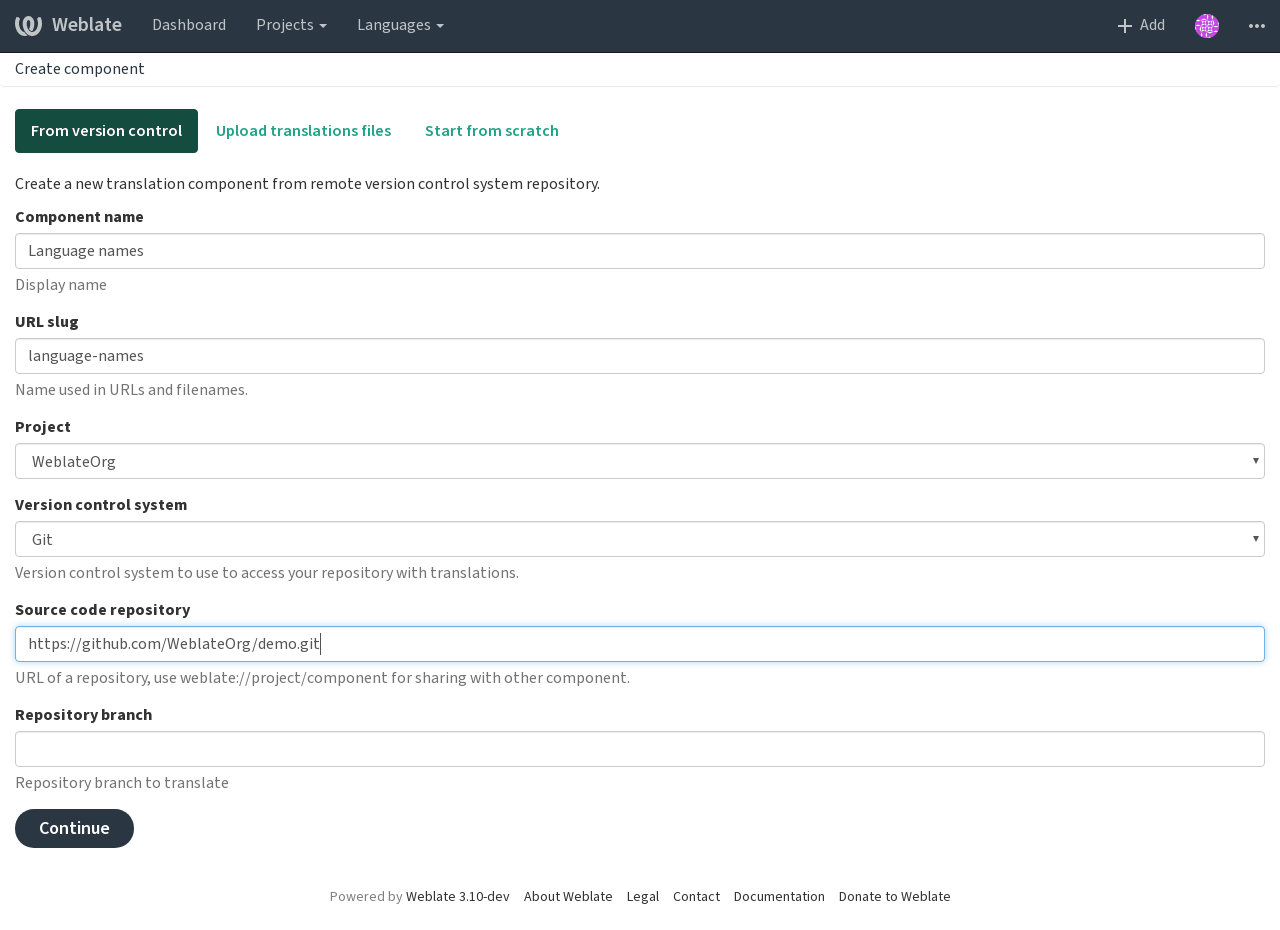 Weblate Dashboard Projects Languages Add
Create component
From version control Upload translations files Start from scratch
Create a new translation component from remote version control system repository.
Component name
Language names
Display name
URL slug
language-names
Name used in URLs and filenames.
Project
WeblateOrg
Version control system
Git
Version control system to use to access your repository with translations.
Source code repository
https://github.com/WeblateOrg/demo.git
URL of a repository, use weblate://project/component for sharing with other component.
Repository branch
Repository branch to translate
Continue
Powered by Weblate 3.10-dev About Weblate Legal Contact Documentation Donate to Weblate